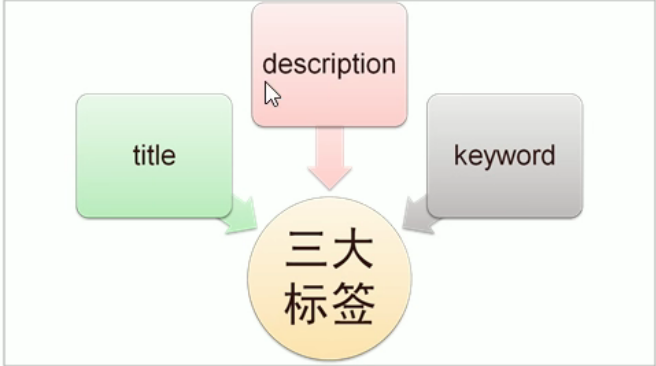 description
title
keyword
三大
标签